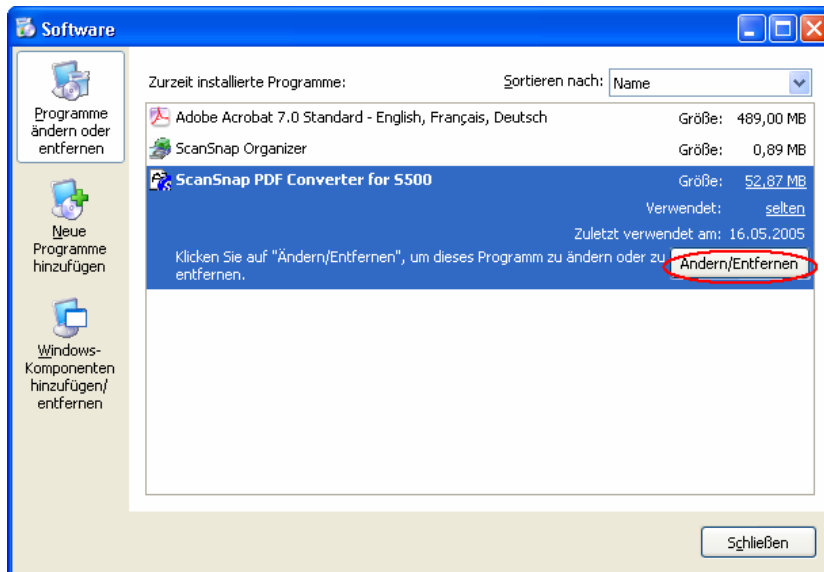 Software
Programme
ändern oder
entfernen
Neue
Programme
hinzufügen
Windows-
Komponenten
hinzufügen/
entfernen
Zurzeit installierte Programme:
Sortieren nach: Name
Adobe Acrobat 7.0 Standard - English, Français, Deutsch Größe: 489,00 MB
ScanSnap Organizer Größe: 0,89 MB
ScanSnap PDF Converter for S500 Größe: 52,87 MB
Verwendet: selten
Zuletzt verwendet am: 16.05.2005
Klicken Sie auf "Ändern/Entfernen", um dieses Programm zu ändern oder zu
entfernen.
Ändern/Entfernen
Schließen